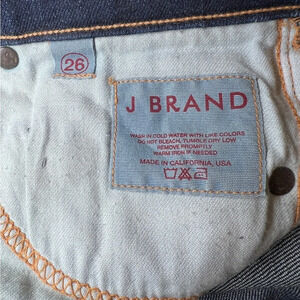 26
J BRAND
WASH IN COLD WATER WITH LIKE COLORS
DO NOT BLEACH, TUMBLE DRY LOW
REMOVE PROMPTLY
WARM IRON IF NEEDED
MADE IN CALIFORNIA, USA